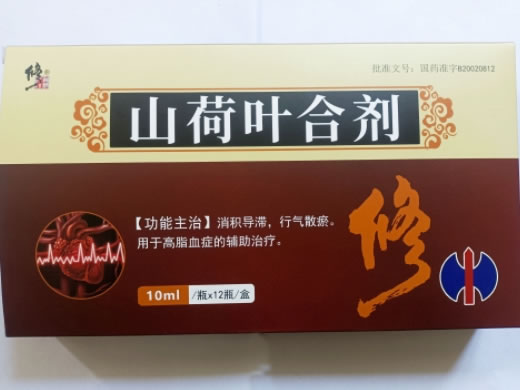 修
批准文号：国药准字B20020812
山荷叶合剂
【功能主治】消积导滞，行气散瘀。
用于高脂血症的辅助治疗。
修
10ml /瓶x12瓶/盒